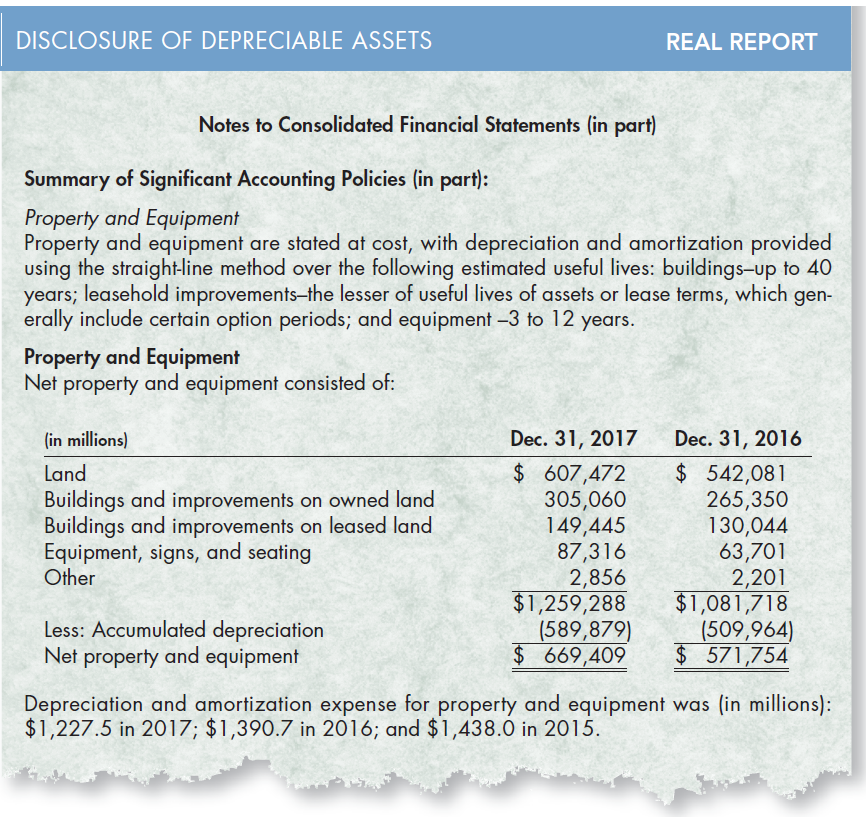 DISCLOSURE OF DEPRECIABLE ASSETS REAL REPORT
Notes to Consolidated Financial Statements (in part)
Summary of Significant Accounting Policies (in part):
Property and Equipment
Property and equipment are stated at cost, with depreciation and amortization provided
using the straight-line method over the following estimated useful lives: buildings–up to 40
years; leasehold improvements–the lesser of useful lives of assets or lease terms, which gen-
erally include certain option periods; and equipment –3 to 12 years.
Property and Equipment
Net property and equipment consisted of:
(in millions) Dec. 31, 2017 Dec. 31, 2016
Land $ 607,472 $ 542,081
Buildings and improvements on owned land 305,060 265,350
Buildings and improvements on leased land 149,445 130,044
Equipment, signs, and seating 87,316 63,701
Other 2,856 2,201
$1,259,288 $1,081,718
Less: Accumulated depreciation (589,879) (509,964)
Net property and equipment $ 669,409 $ 571,754
Depreciation and amortization expense for property and equipment was (in millions):
$1,227.5 in 2017; $1,390.7 in 2016; and $1,438.0 in 2015.